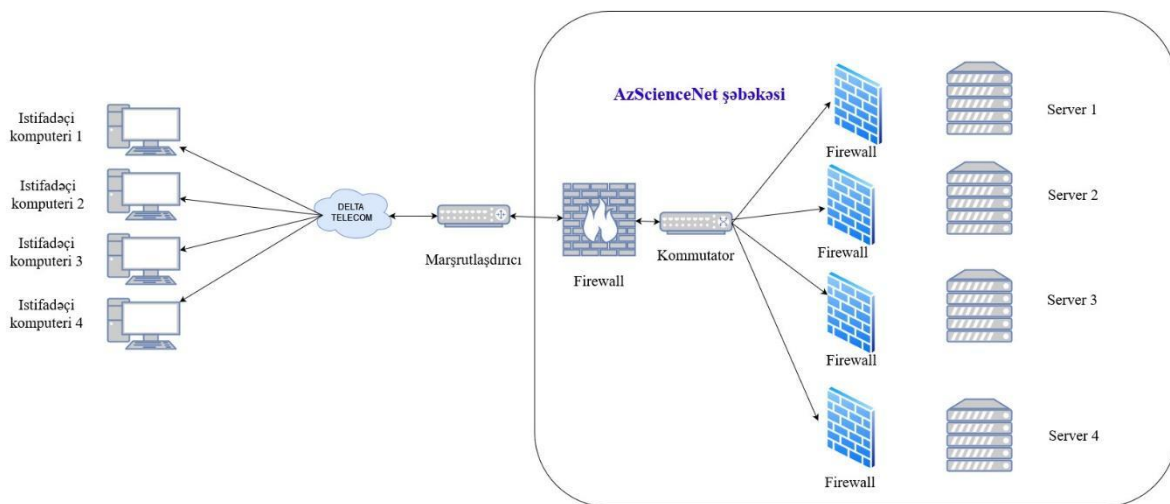 Istifadəçi
komputeri 1
Istifadəçi
komputeri 2
Istifadəçi
komputeri 3
Istifadəçi
komputeri 4
DELTA
TELECOM
Marşrutlaşdırıcı
AzScienceNet şəbəkəsi
Firewall
Kommutator
Firewall
Firewall
Firewall
Firewall
Server 1
Server 2
Server 3
Server 4